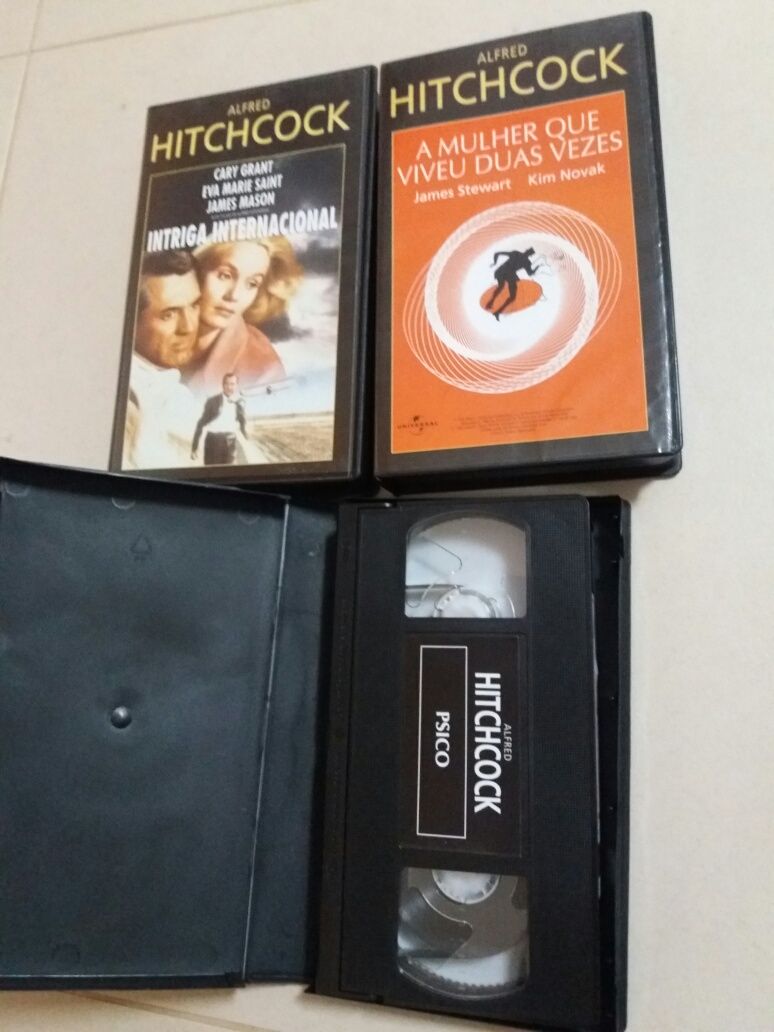 ALFRED
HITCHCOCK
CARY GRANT
EVA MARIE SAINT
JAMES MASON
INTRIGA INTERNACIONAL
ALFRED
HITCHCOCK
A MULHER QUE
VIVEU DUAS VEZES
James Stewart Kim Novak
UNIVERSAL
ALFRED
HITCHCOCK
PSICO